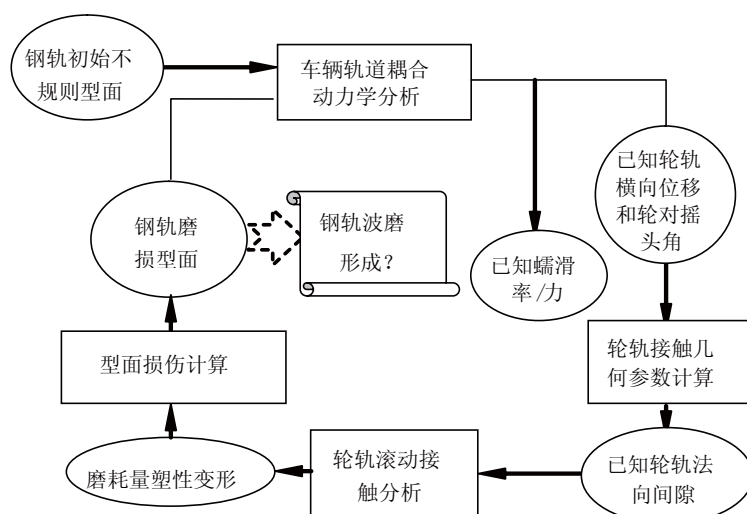 钢轨初始不
规则型面
车辆轨道耦合
动力学分析
已知轮轨
横向位移
和轮对摇
头角
钢轨磨
损型面
钢轨波磨
形成?
已知蠕滑
率/力
型面损伤计算
轮轨接触几
何参数计算
磨耗量塑性变形
轮轨滚动接
触分析
已知轮轨法
向间隙